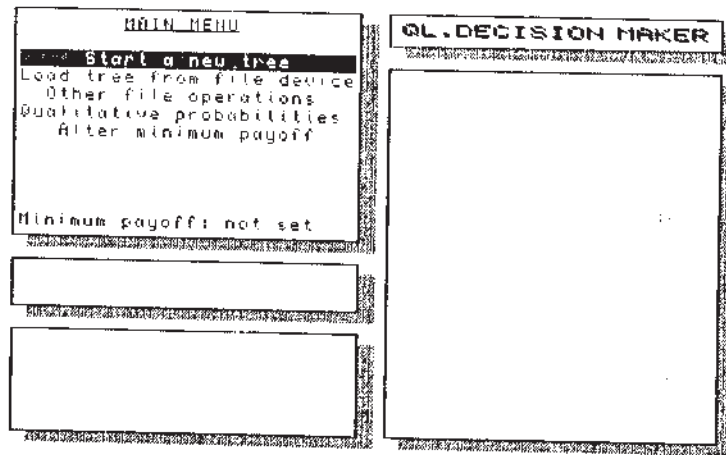 MAIN MENU
Start a new tree
Load tree from file device
Other file operations
Qualitative probabilities
Alter minimum payoff
Minimum payoff: not set
QL.DECISION MAKER